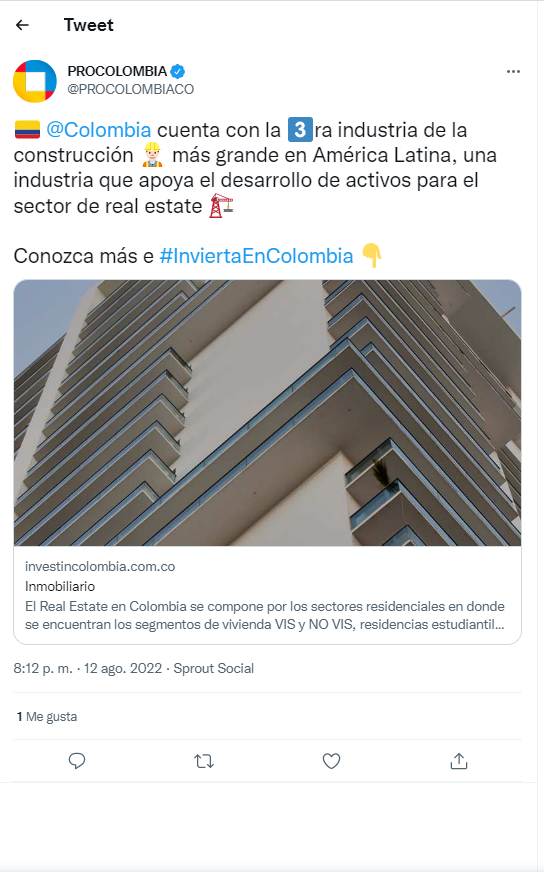 Tweet
PROCOLOMBIA
@PROCOLOMBIACO
🇨🇴 @Colombia cuenta con la 3️⃣ra industria de la
construcción 👷🏻 más grande en América Latina, una
industria que apoya el desarrollo de activos para el
sector de real estate 🏗️
Conozca más e #InviertaEnColombia 👇
investincolombia.com.co
Inmobiliario
El Real Estate en Colombia se compone por los sectores residenciales en donde
se encuentran los segmentos de vivienda VIS y NO VIS, residencias estudiantil...
8:12 p. m. · 12 ago. 2022 · Sprout Social
1 Me gusta